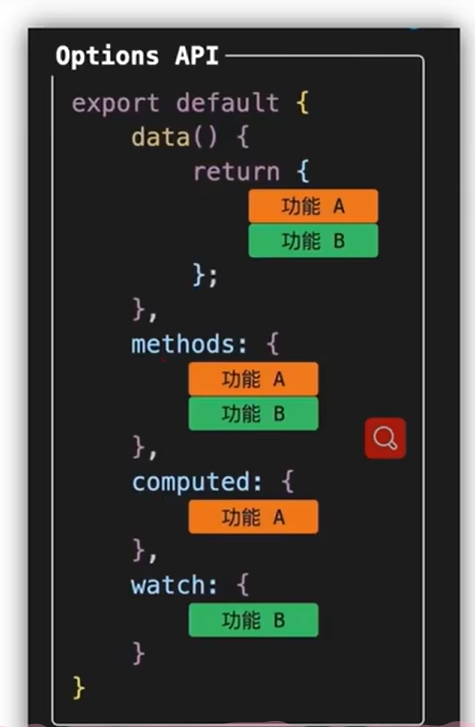 Options API
export default {
data() {
return {
功能 A
功能 B
};
},
methods: {
功能 A
功能 B
},
computed: {
功能 A
},
watch: {
功能 B
}
}